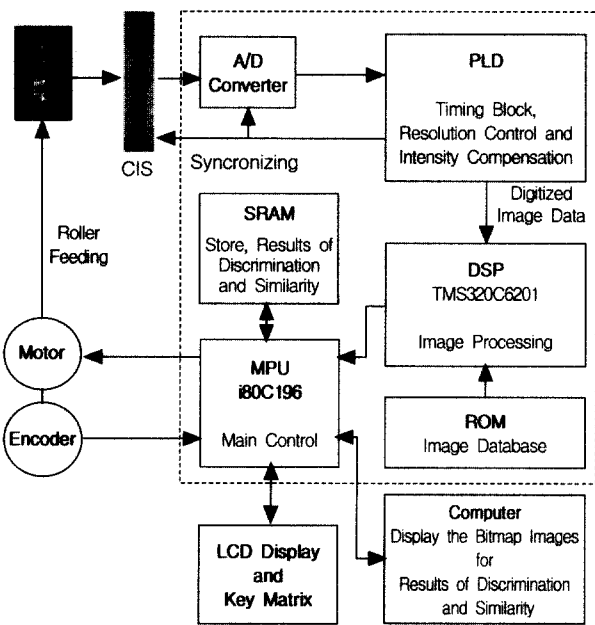 A/D
Converter
PLD
Timing Block,
Resolution Control and
Intensity Compensation
CIS
Syncronizing
Digitized
Image Data
Roller
Feeding
SRAM
Store, Results of
Discrimination
and Similarity
DSP
TMS320C6201
Image Processing
Motor
MPU
i80C196
Main Control
Encoder
ROM
Image Database
LCD Display
and
Key Matrix
Computer
Display the Bitmap Images
for
Results of Discrimination
and Similarity